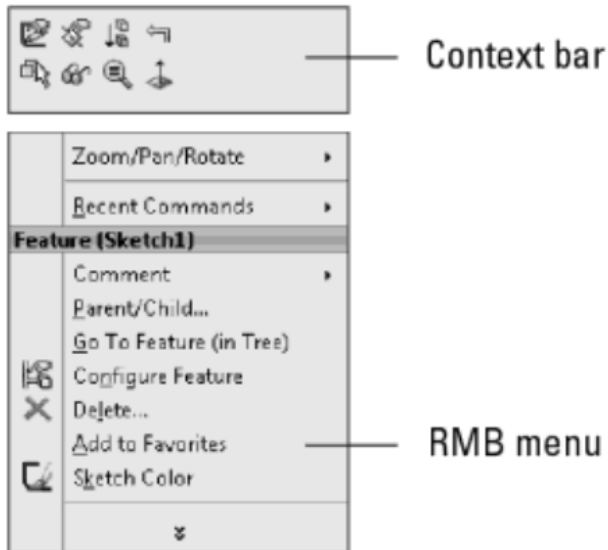 Context bar
Zoom/Pan/Rotate
Recent Commands
Feature (Sketch1)
Comment
Parent/Child...
Go To Feature (in Tree)
Configure Feature
Delete...
Add to Favorites
RMB menu
Sketch Color